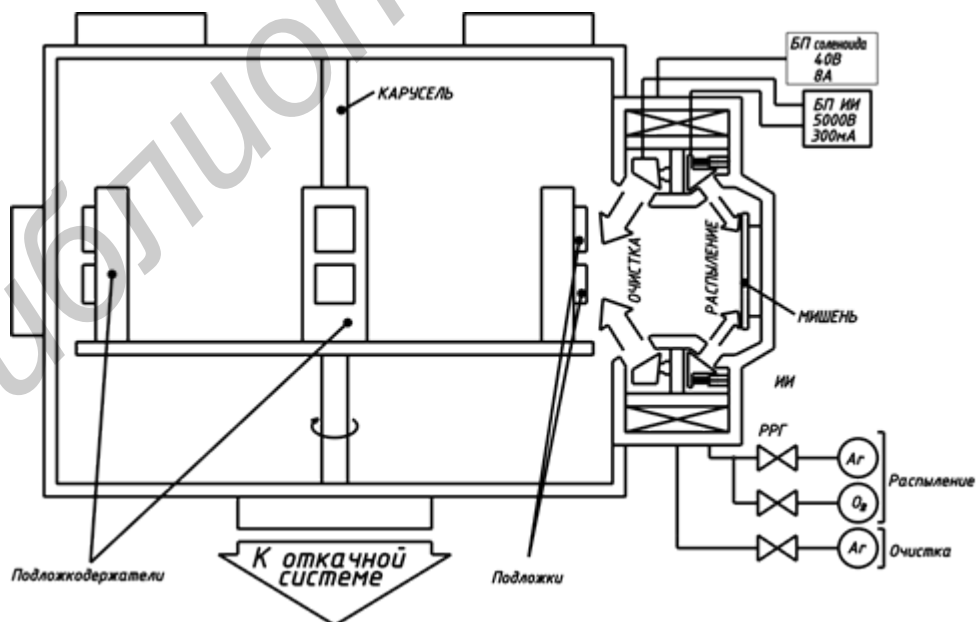 БП соленоида
40В
8А
БП ИИ
5000В
300мА
КАРУСЕЛЬ
ОЧИСТКА
РАСПЫЛЕНИЕ
МИШЕНЬ
ИИ
РРГ
Ar
O₂
Распыление
Ar
Очистка
К откачной
системе
Подложкодержатели
Подложки